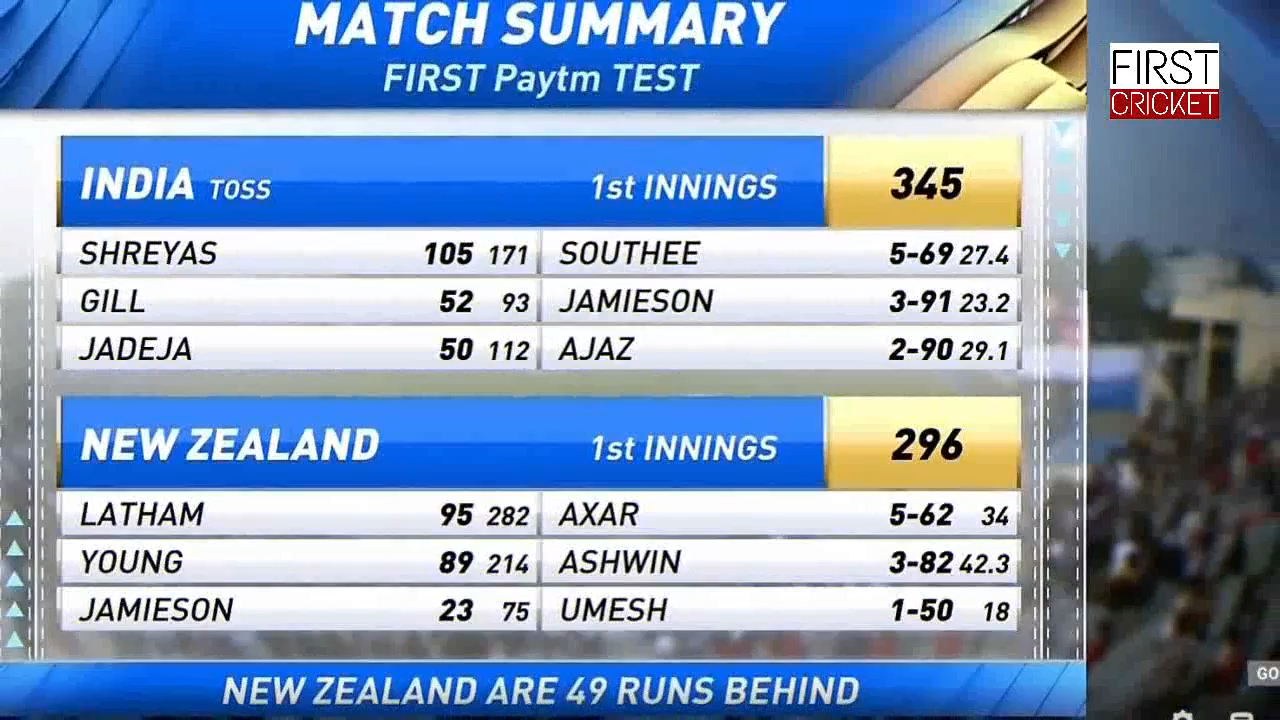 MATCH SUMMARY
FIRST Paytm TEST
FIRST
CRICKET
INDIA TOSS 1st INNINGS 345
SHREYAS 105 171 SOUTHEE 5-69 27.4
GILL 52 93 JAMIESON 3-91 23.2
JADEJA 50 112 AJAZ 2-90 29.1
NEW ZEALAND 1st INNINGS 296
LATHAM 95 282 AXAR 5-62 34
YOUNG 89 214 ASHWIN 3-82 42.3
JAMIESON 23 75 UMESH 1-50 18
NEW ZEALAND ARE 49 RUNS BEHIND
GO